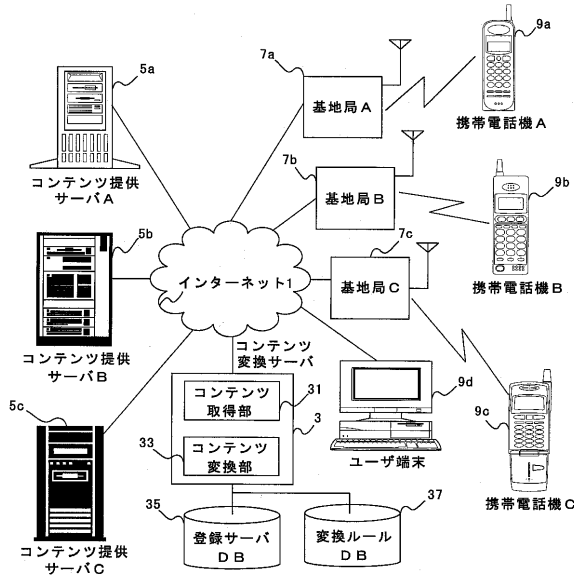 5a
コンテンツ提供
サーバA
5b
コンテンツ提供
サーバB
5c
コンテンツ提供
サーバC
インターネット1
7a
基地局A
7b
基地局B
7c
基地局C
9a
携帯電話機A
9b
携帯電話機B
9c
携帯電話機C
9d
ユーザ端末
コンテンツ
変換サーバ
コンテンツ
取得部
31
3
33
コンテンツ
変換部
35
登録サーバ
DB
37
変換ルール
DB